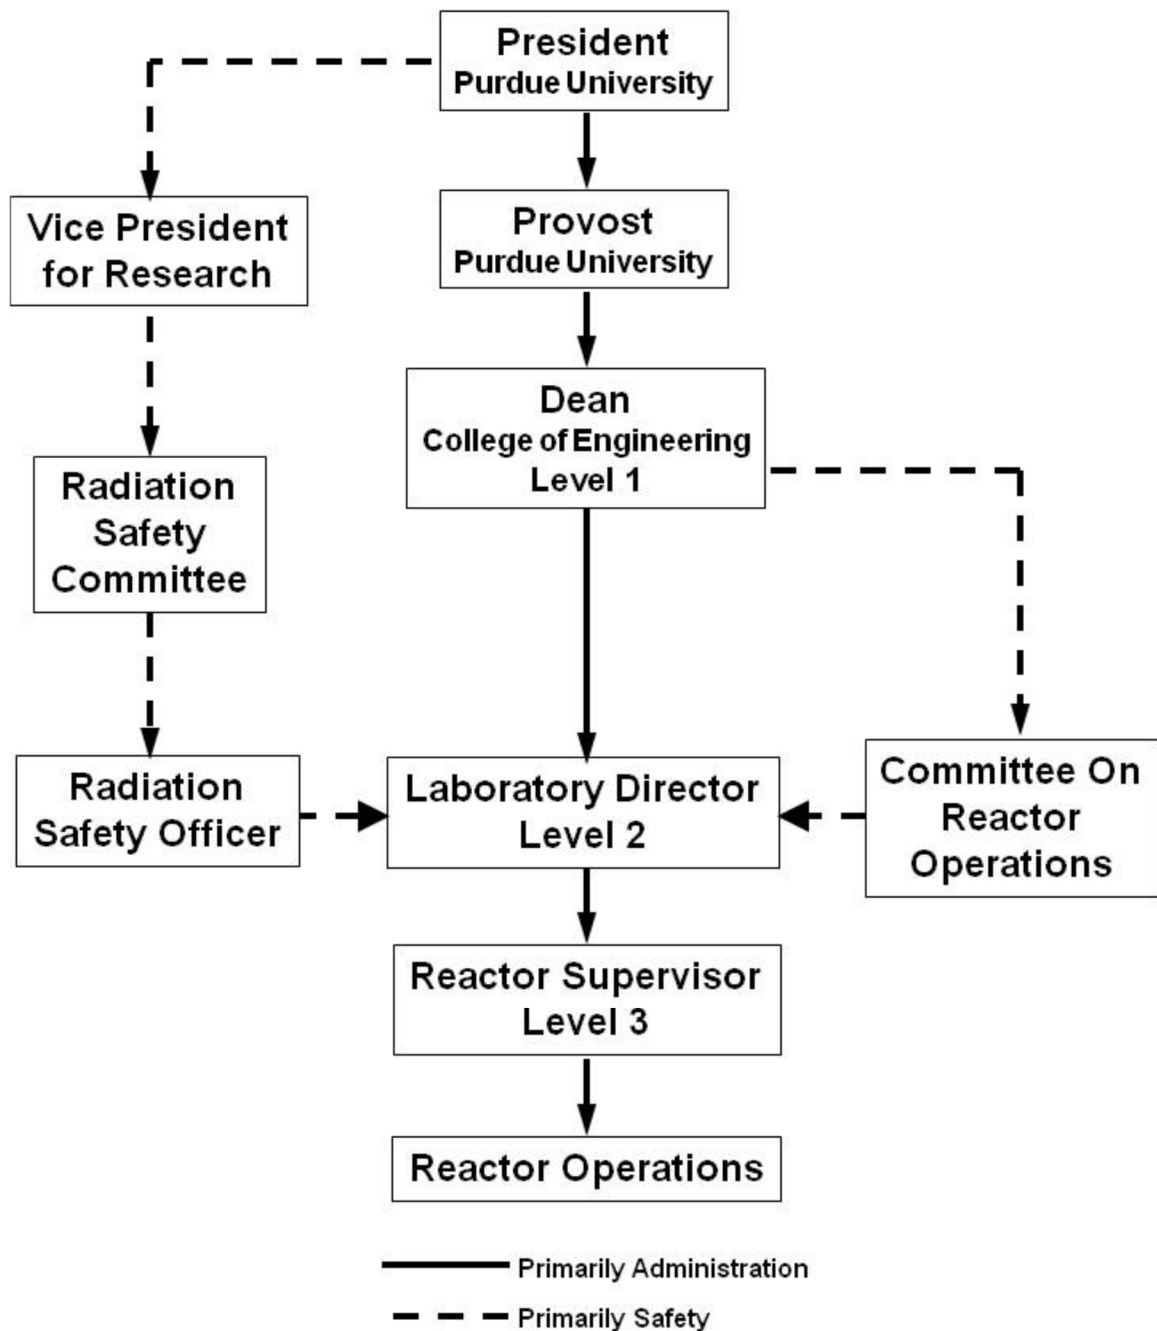 President
Purdue University
Provost
Purdue University
Vice President
for Research
Dean
College of Engineering
Level 1
Radiation
Safety
Committee
Radiation
Safety Officer
Laboratory Director
Level 2
Committee On
Reactor
Operations
Reactor Supervisor
Level 3
Reactor Operations
Primarily Administration
Primarily Safety